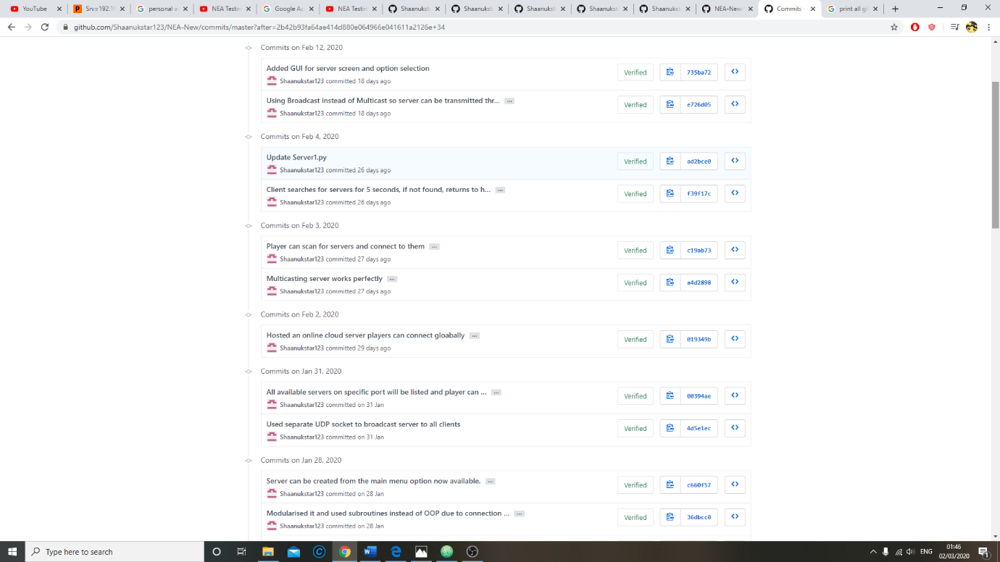 YouTube
Srv=192.16
personal a
NEA Testin
Google Ac
NEA Testin
Shaanukst
Shaanukst
Shaanukst
Shaanukst
Shaanukst
NEA-New/
Commits ·
print all gi
github.com/Shaanukstar123/NEA-New/commits/master?after=2b42b93fa64ae414d880e064966e041611a2126e+34
Commits on Feb 12, 2020
Added GUI for server screen and option selection
Shaanukstar123 committed 18 days ago
Verified
735ba72
Using Broadcast instead of Multicast so server can be transmitted thr... ...
Shaanukstar123 committed 18 days ago
Verified
e726d05
Commits on Feb 4, 2020
Update Server1.py
Shaanukstar123 committed 26 days ago
Verified
ad2bce0
Client searches for servers for 5 seconds, if not found, returns to h... ...
Shaanukstar123 committed 26 days ago
Verified
f39f17c
Commits on Feb 3, 2020
Player can scan for servers and connect to them ...
Shaanukstar123 committed 27 days ago
Verified
c19ab73
Multicasting server works perfectly ...
Shaanukstar123 committed 27 days ago
Verified
a4d2898
Commits on Feb 2, 2020
Hosted an online cloud server players can connect gloabally ...
Shaanukstar123 committed 29 days ago
Verified
019349b
Commits on Jan 31, 2020
All available servers on specific port will be listed and player can ... ...
Shaanukstar123 committed on 31 Jan
Verified
00394ae
Used separate UDP socket to broadcast server to all clients
Shaanukstar123 committed on 31 Jan
Verified
4d5e1ec
Commits on Jan 28, 2020
Server can be created from the main menu option now available. ...
Shaanukstar123 committed on 28 Jan
Verified
c660f57
Modularised it and used subroutines instead of OOP due to connection ... ...
Shaanukstar123 committed on 28 Jan
Verified
36dbcc0
Type here to search
ENG
01:46
02/03/2020